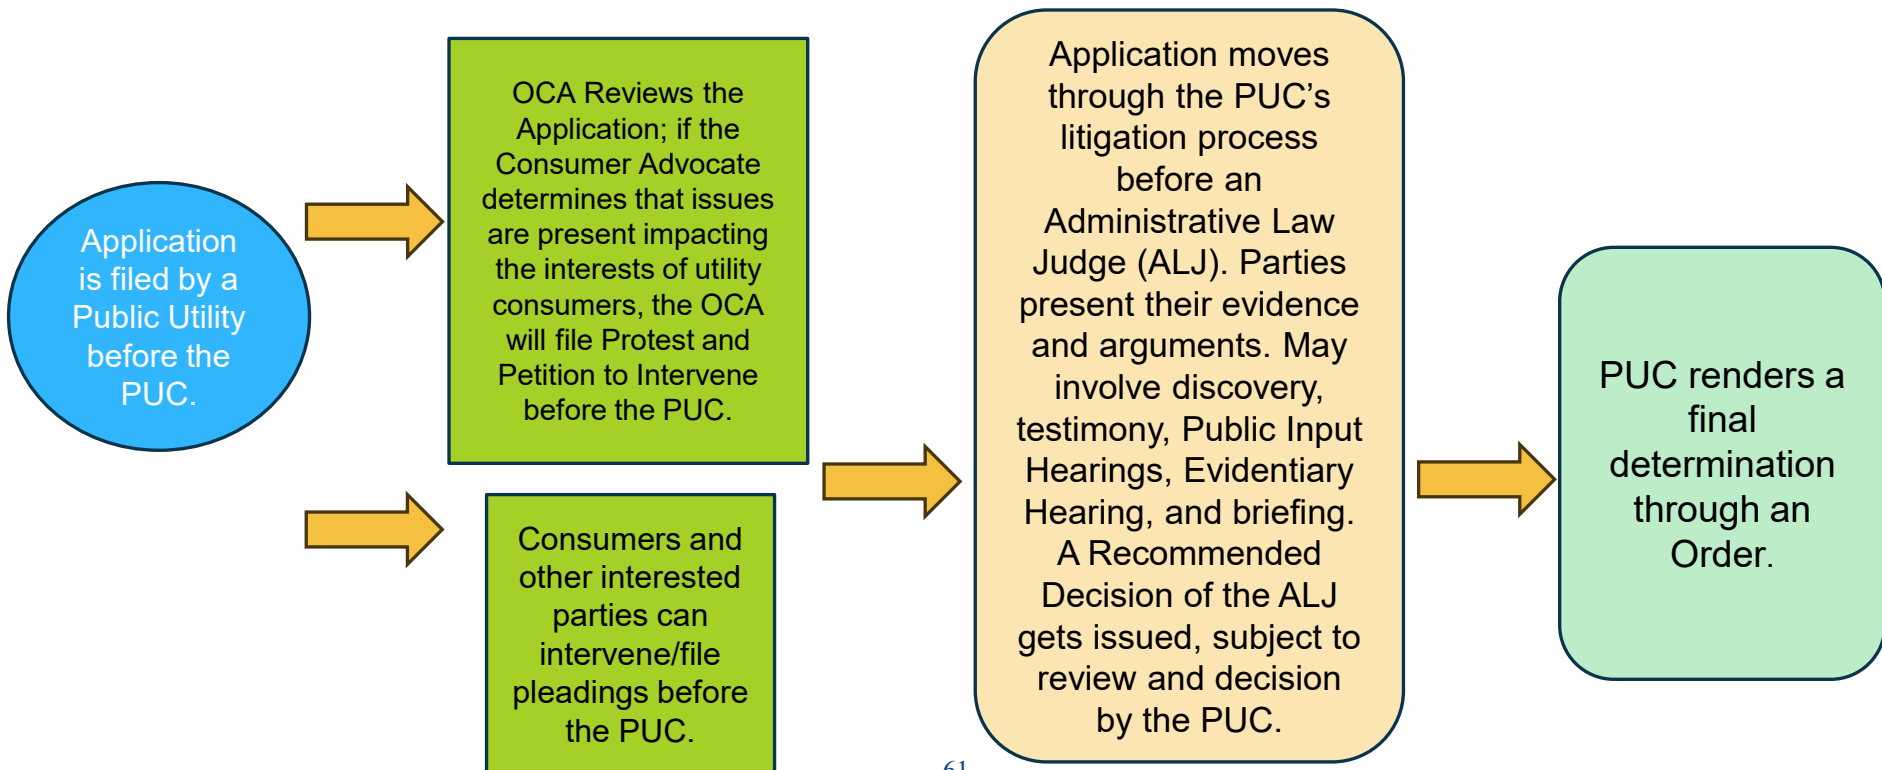 Application
is filed by a
Public Utility
before the
PUC.
OCA Reviews the
Application; if the
Consumer Advocate
determines that issues
are present impacting
the interests of utility
consumers, the OCA
will file Protest and
Petition to Intervene
before the PUC.
Consumers and
other interested
parties can
intervene/file
pleadings before
the PUC.
Application moves
through the PUC’s
litigation process
before an
Administrative Law
Judge (ALJ). Parties
present their evidence
and arguments. May
involve discovery,
testimony, Public Input
Hearings, Evidentiary
Hearing, and briefing.
A Recommended
Decision of the ALJ
gets issued, subject to
review and decision
by the PUC.
PUC renders a
final
determination
through an
Order.
61